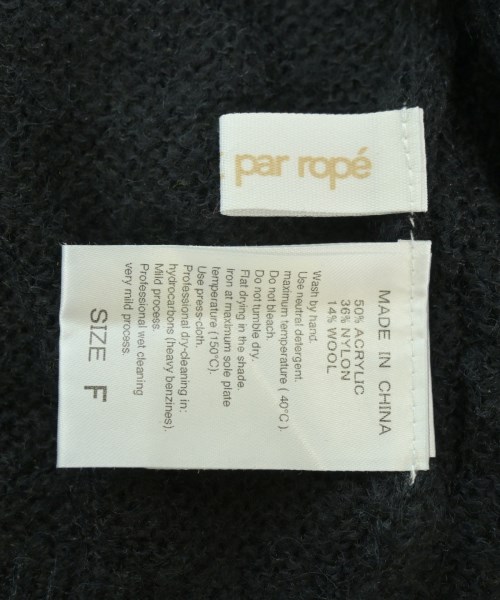 par ropé
MADE IN CHINA
50% ACRYLIC
36% NYLON
14% WOOL
Wash by hand.
Use neutral detergent.
maximum temperature ( 40°C ).
Do not bleach.
Do not tumble dry.
Flat drying in the shade.
Iron at maximum sole plate
temperature (150°C).
Use press-cloth.
Professional dry-cleaning in:
hydrocarbons (heavy benzines).
Mild process.
Professional wet cleaning
very mild process.
SIZE F